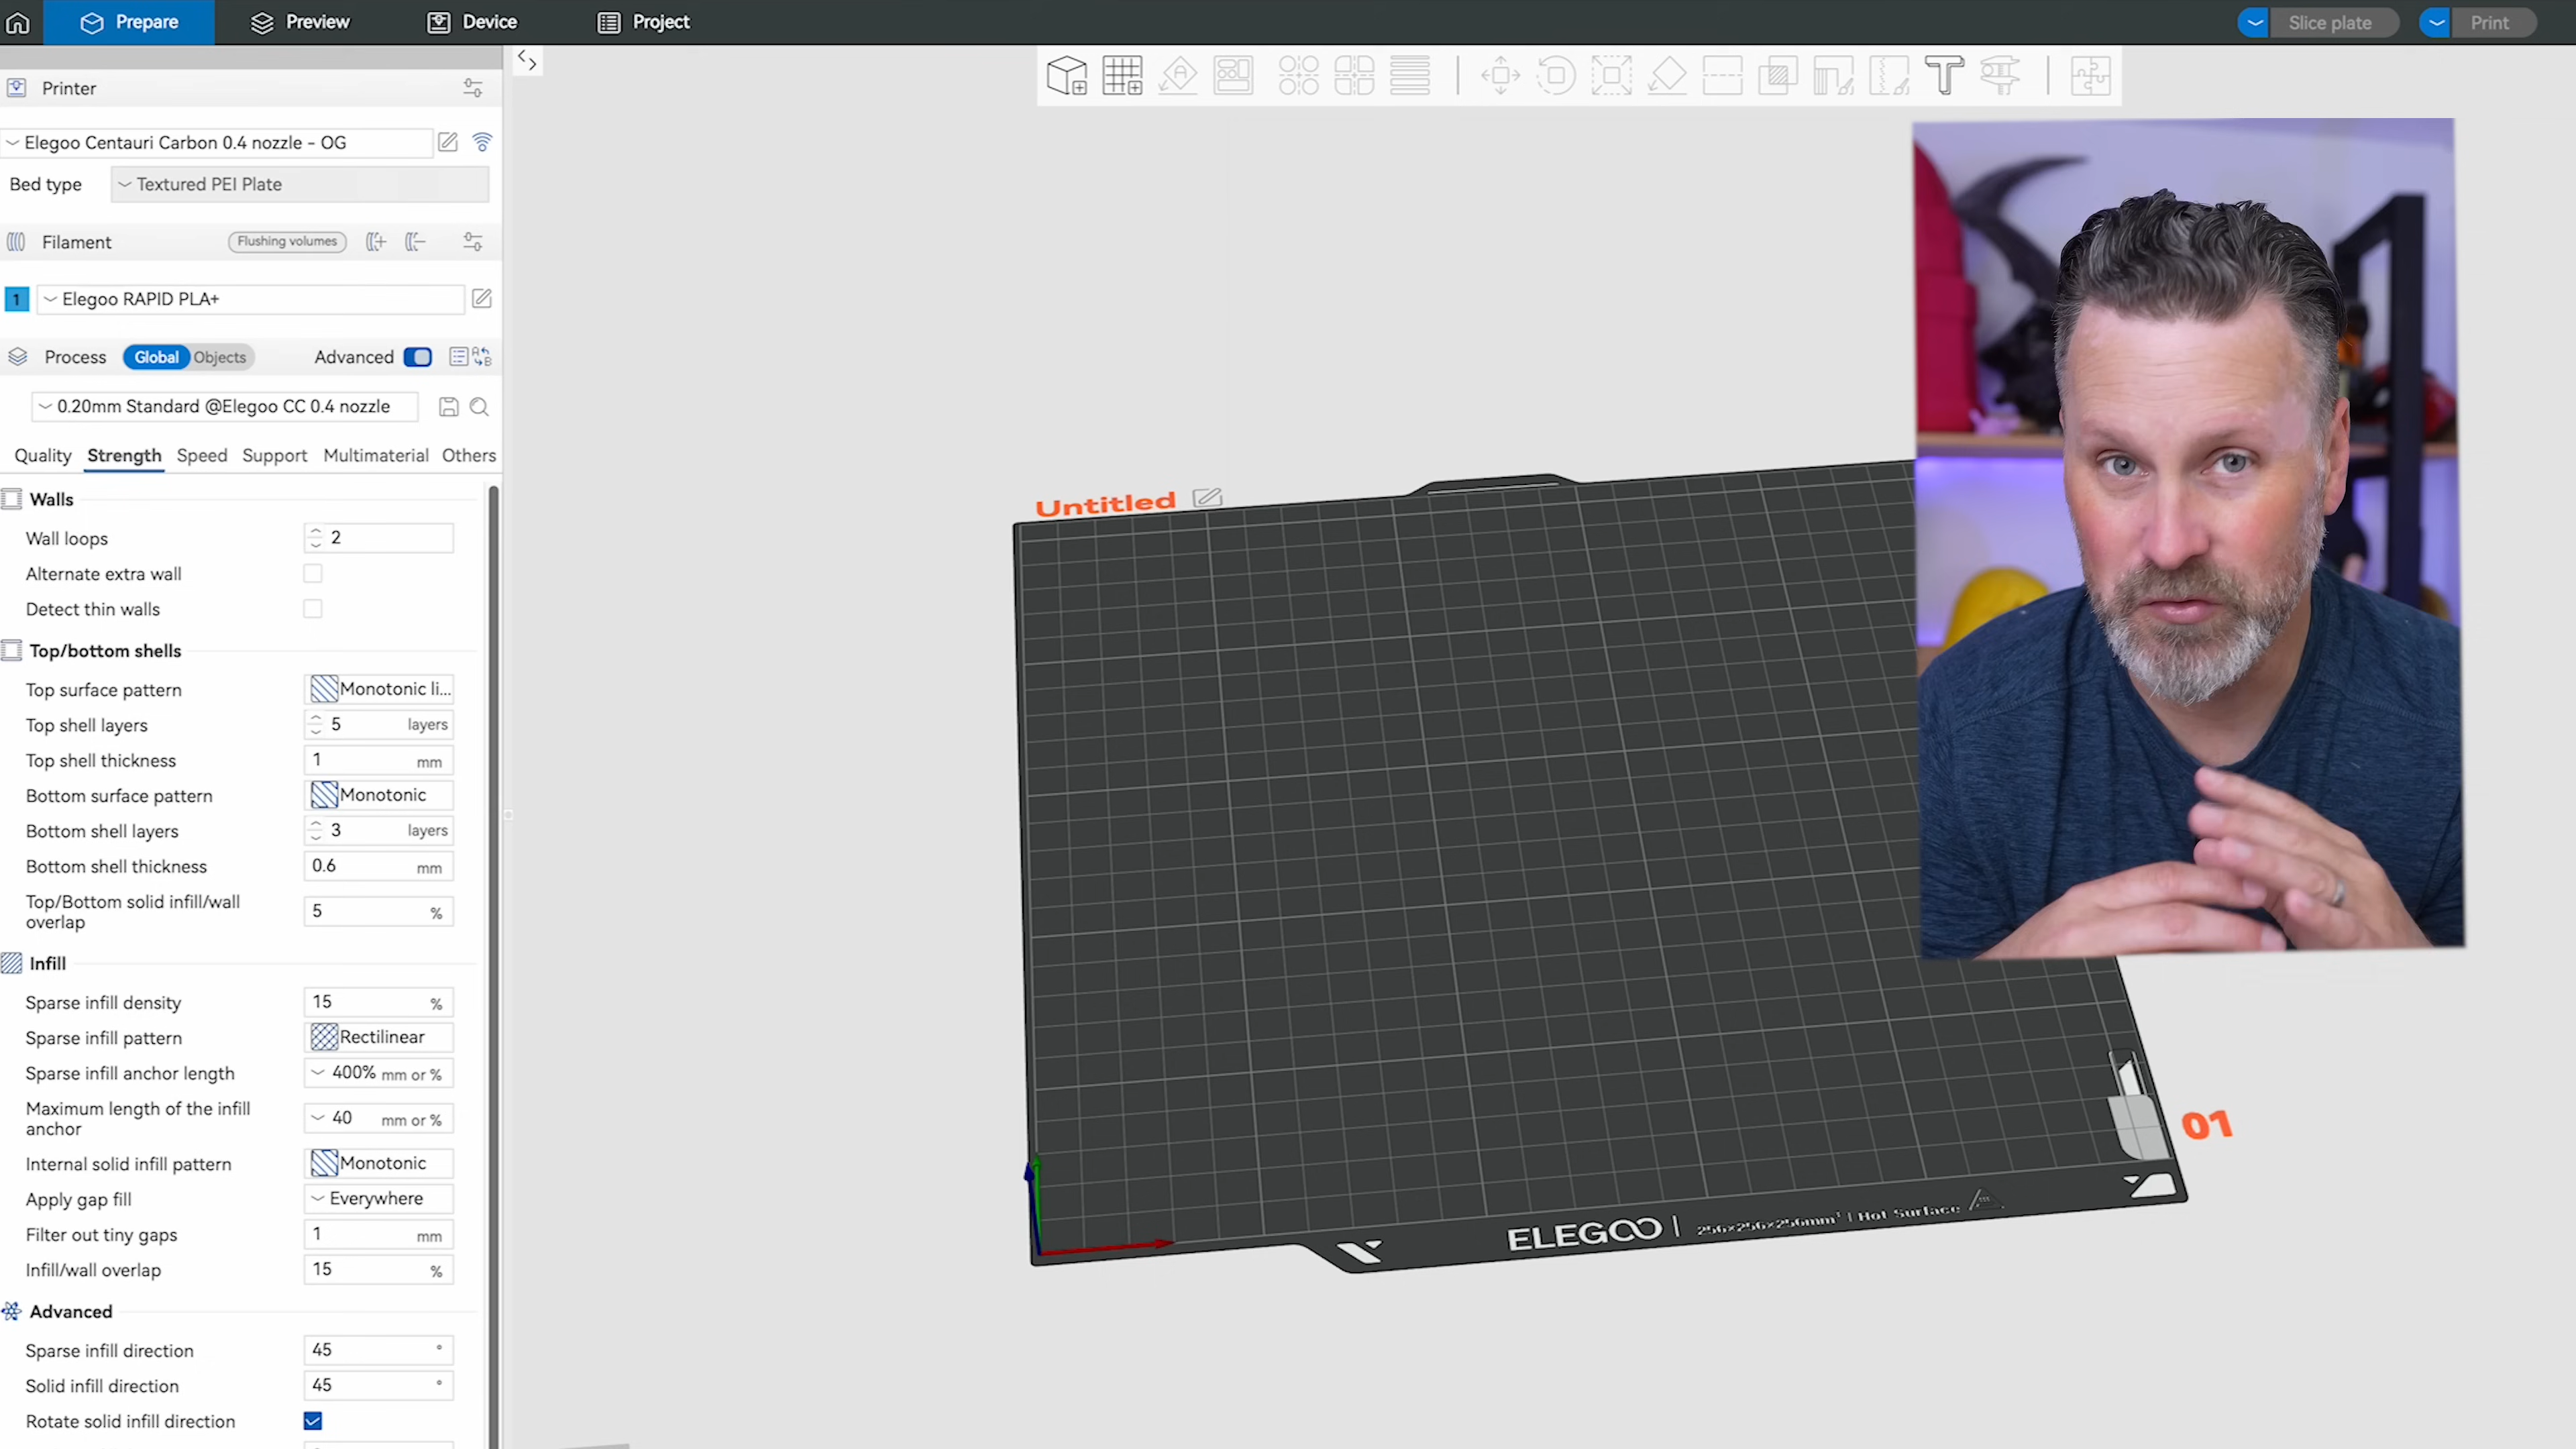 Prepare
Preview
Device
Project
Slice plate
Print
Printer
Elegoo Centauri Carbon 0.4 nozzle - OG
Bed type
Textured PEI Plate
Filament
Flushing volumes
1
Elegoo RAPID PLA+
Process
Global
Objects
Advanced
0.20mm Standard @Elegoo CC 0.4 nozzle
Quality
Strength
Speed
Support
Multimaterial
Others
Walls
Wall loops 2
Alternate extra wall
Detect thin walls
Top/bottom shells
Top surface pattern Monotonic li...
Top shell layers 5 layers
Top shell thickness 1 mm
Bottom surface pattern Monotonic
Bottom shell layers 3 layers
Bottom shell thickness 0.6 mm
Top/Bottom solid infill/wall
overlap 5 %
Infill
Sparse infill density 15 %
Sparse infill pattern Rectilinear
Sparse infill anchor length 400% mm or %
Maximum length of the infill
anchor 40 mm or %
Internal solid infill pattern Monotonic
Apply gap fill Everywhere
Filter out tiny gaps 1 mm
Infill/wall overlap 15 %
Advanced
Sparse infill direction 45 °
Solid infill direction 45 °
Rotate solid infill direction
Untitled
01
ELEGOO | 256×256×256mm³ | Hot Surface